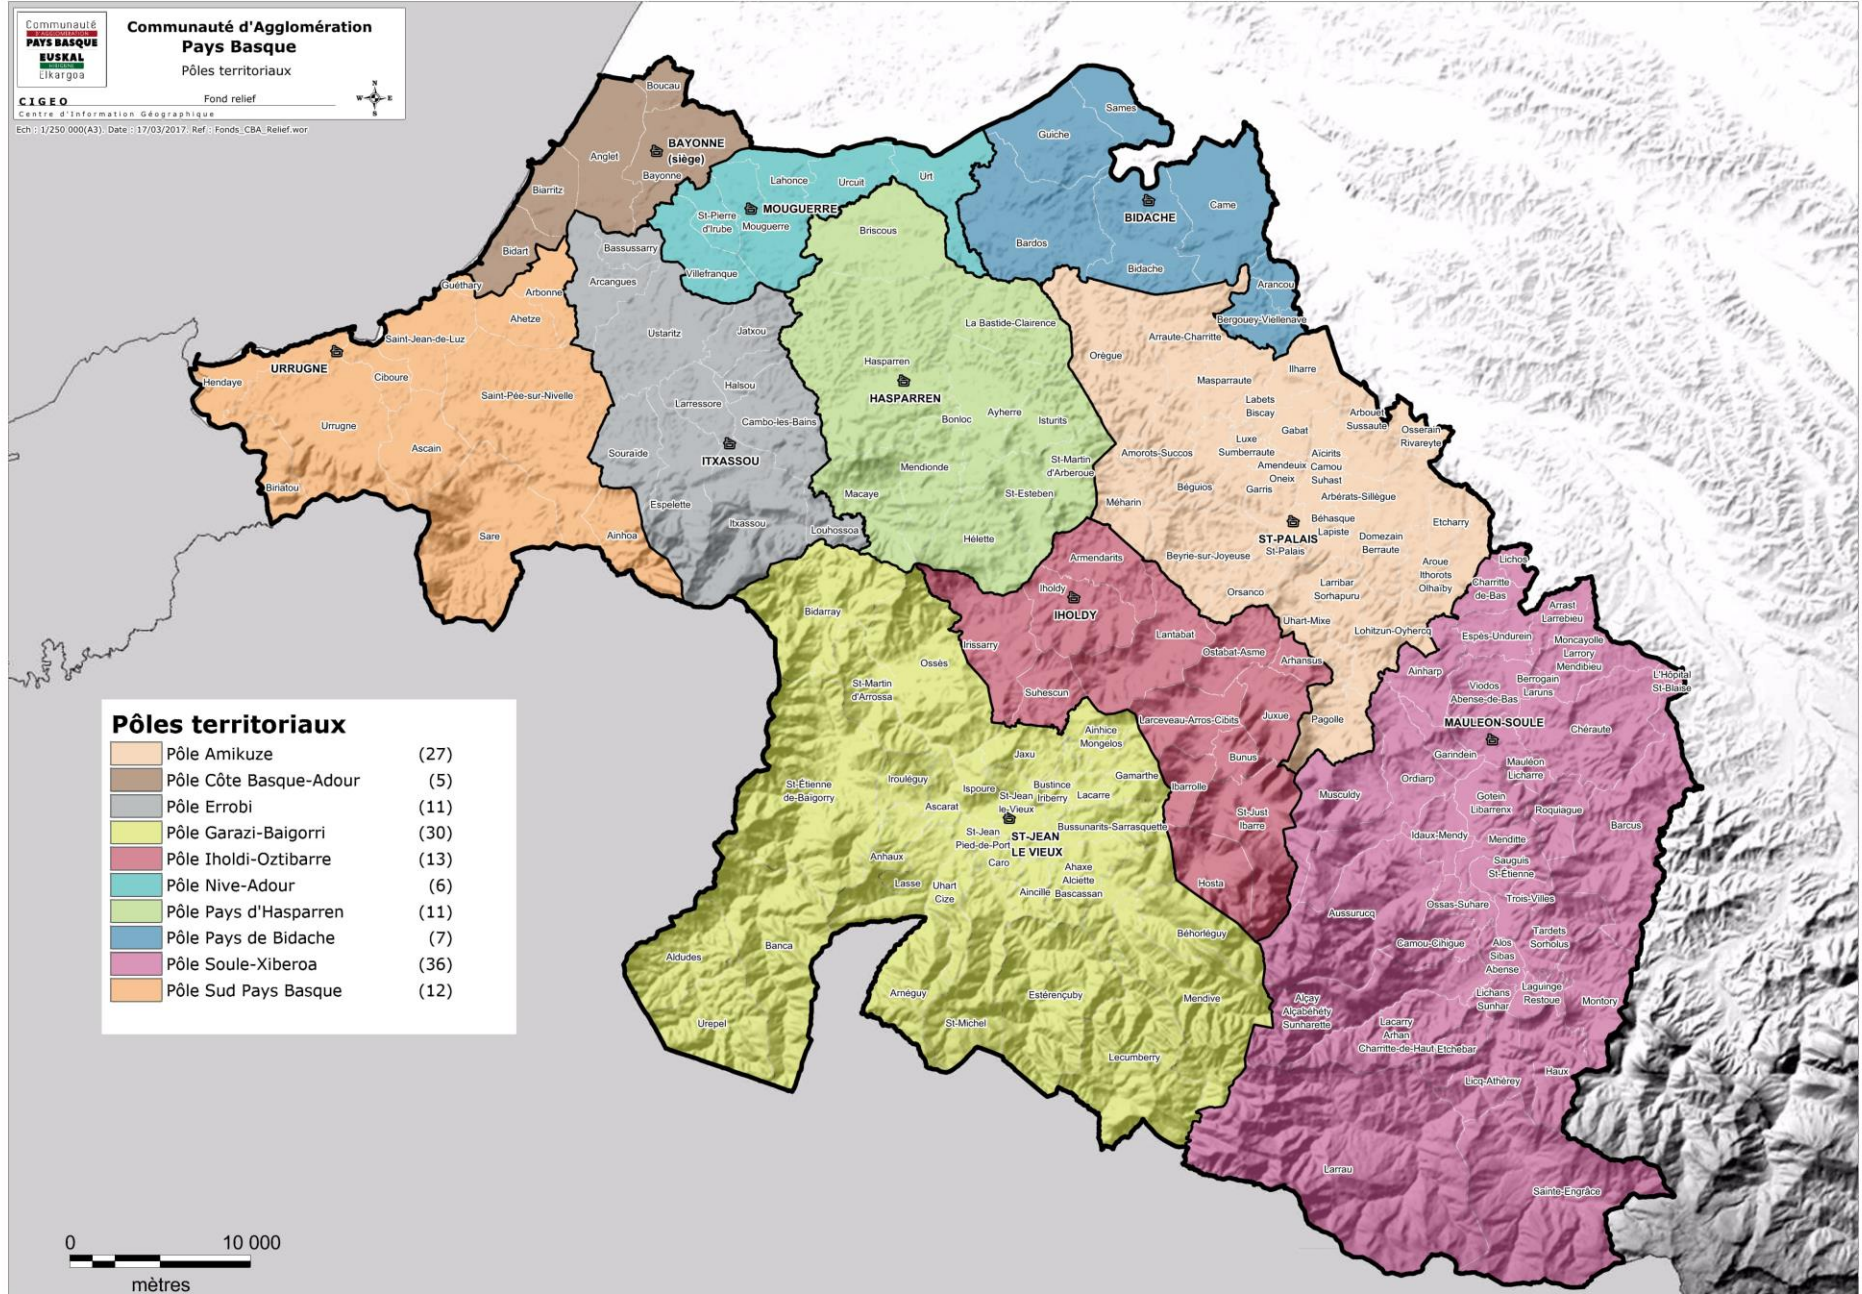 Communauté
D'AGGLOMÉRATION
PAYS BASQUE
EUSKAL
HIRIGUNE
Elkargoa
Communauté d'Agglomération
Pays Basque
Pôles territoriaux
CIGEO
Fond relief
Centre d'Information Géographique
N
W
E
S
Ech : 1/250 000(A3). Date : 17/03/2017. Ref : Fonds_CBA_Relief.wor
Boucau
BAYONNE
(siège)
Anglet
Bayonne
Biarritz
Bidart
Sames
Guiche
BIDACHE
Came
Bardos
Bidache
Arancou
Bergouey-Viellenave
Lahonce
Urcuit
Urt
MOUGUERRE
St-Pierre
d'Irube
Mouguerre
Villefranque
Briscous
La Bastide-Clairence
Hasparren
HASPARREN
Bonloc
Ayherre
Isturits
Mendionde
St-Martin
d'Arberoue
Macaye
St-Esteben
Hélette
Bassussarry
Arcangues
Ustaritz
Jatxou
Halsou
Larressore
Cambo-les-Bains
Souraïde
ITXASSOU
Espelette
Itxassou
Louhossoa
Guéthary
Arbonne
Ahetze
Saint-Jean-de-Luz
URRUGNE
Hendaye
Ciboure
Saint-Pée-sur-Nivelle
Urrugne
Ascain
Biriatou
Sare
Ainhoa
Arraute-Charritte
Orègue
Ilharre
Masparraute
Labets
Biscay
Arbouet
Sussaute
Gabat
Osserain
Rivareyte
Luxe
Sumberraute
Amorots-Succos
Aïcirits
Camou
Suhast
Amendeuix
Oneix
Garris
Béguios
Arbérats-Sillègue
Méharin
Béhasque
Lapiste
Etcharry
ST-PALAIS
St-Palais
Domezain
Berraute
Beyrie-sur-Joyeuse
Aroue
Ithorots
Olhaïby
Larribar
Sorhapuru
Orsanco
Uhart-Mixe
Lohitzun-Oyhercq
Pagolle
Armendarits
Iholdy
IHOLDY
Lantabat
Irissarry
Ostabat-Asme
Arhansus
Suhescun
Larceveau-Arros-Cibits
Juxue
Bunus
Ibarrolle
St-Just
Ibarre
Hosta
Bidarray
Ossès
St-Martin
d'Arrossa
Ainhice
Mongelos
Jaxu
Gamarthe
St-Étienne
de-Baïgorry
Irouléguy
Ispoure
Bustince
Iriberry
Lacarre
Ascarat
St-Jean
le-Vieux
ST-JEAN
LE VIEUX
Bussunarits-Sarrasquette
St-Jean
Pied-de-Port
Caro
Anhaux
Ahaxe
Alciette
Bascassan
Lasse
Uhart
Cize
Aincille
Béhorléguy
Banca
Aldudes
Arnéguy
Estérençuby
Mendive
Urepel
St-Michel
Lecumberry
Lichos
Charritte
de-Bas
Arrast
Larrebieu
Espès-Undurein
Moncayolle
Larrory
Mendibieu
Ainharp
L'Hôpital
St-Blaise
Viodos
Abense-de-Bas
Berrogain
Laruns
MAULEON-SOULE
Chéraute
Garindein
Mauléon
Licharre
Ordiarp
Musculdy
Gotein
Libarrenx
Roquiague
Barcus
Idaux-Mendy
Menditte
Sauguis
St-Étienne
Trois-Villes
Ossas-Suhare
Aussurucq
Tardets
Sorholus
Camou-Cihigue
Alos
Sibas
Abense
Laguinge
Restoue
Lichans
Sunhar
Montory
Alçay
Alçabéhéty
Sunharette
Lacarry
Arhan
Charritte-de-Haut
Etchebar
Haux
Licq-Athérey
Larrau
Sainte-Engrâce
Pôles territoriaux
Pôle Amikuze (27)
Pôle Côte Basque-Adour (5)
Pôle Errobi (11)
Pôle Garazi-Baigorri (30)
Pôle Iholdi-Oztibarre (13)
Pôle Nive-Adour (6)
Pôle Pays d'Hasparren (11)
Pôle Pays de Bidache (7)
Pôle Soule-Xiberoa (36)
Pôle Sud Pays Basque (12)
0 10 000
mètres